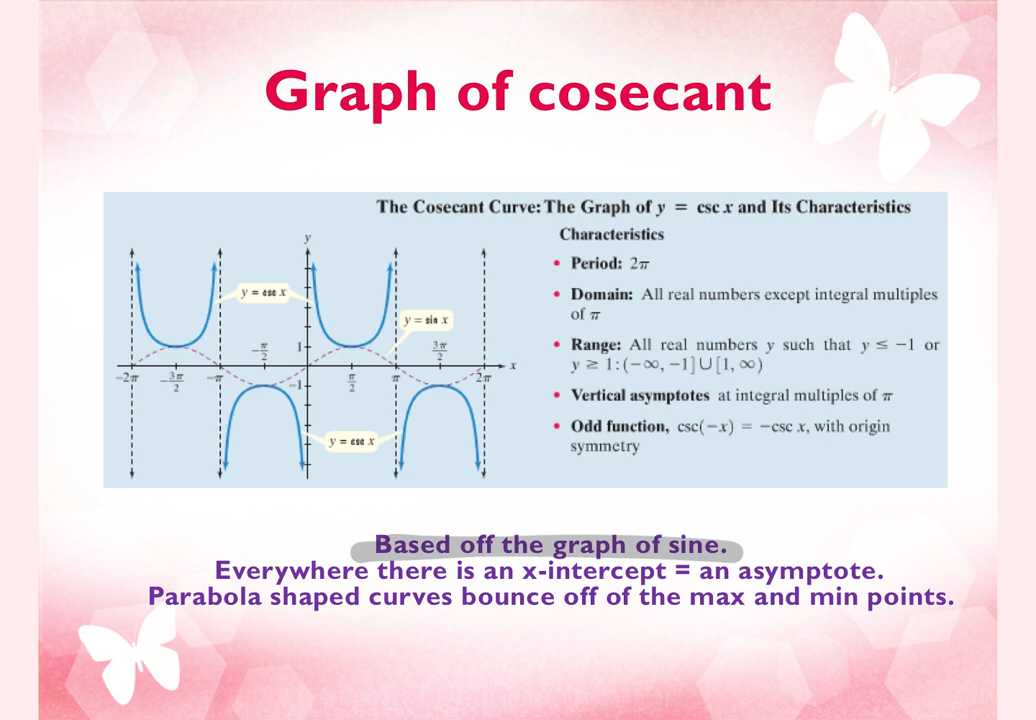 Graph of cosecant
The Cosecant Curve: The Graph of y = csc x and Its Characteristics
Characteristics
• Period: 2π
• Domain: All real numbers except integral multiples
of π
• Range: All real numbers y such that y ≤ −1 or
y ≥ 1: (−∞, −1] ∪ [1, ∞)
• Vertical asymptotes at integral multiples of π
• Odd function, csc(−x) = −csc x, with origin
symmetry
y
y = csc x
y = sin x
1
−π/2
3π/2
x
−2π
−3π/2
−π
−1
π/2
π
2π
y = csc x
Based off the graph of sine.
Everywhere there is an x-intercept = an asymptote.
Parabola shaped curves bounce off of the max and min points.